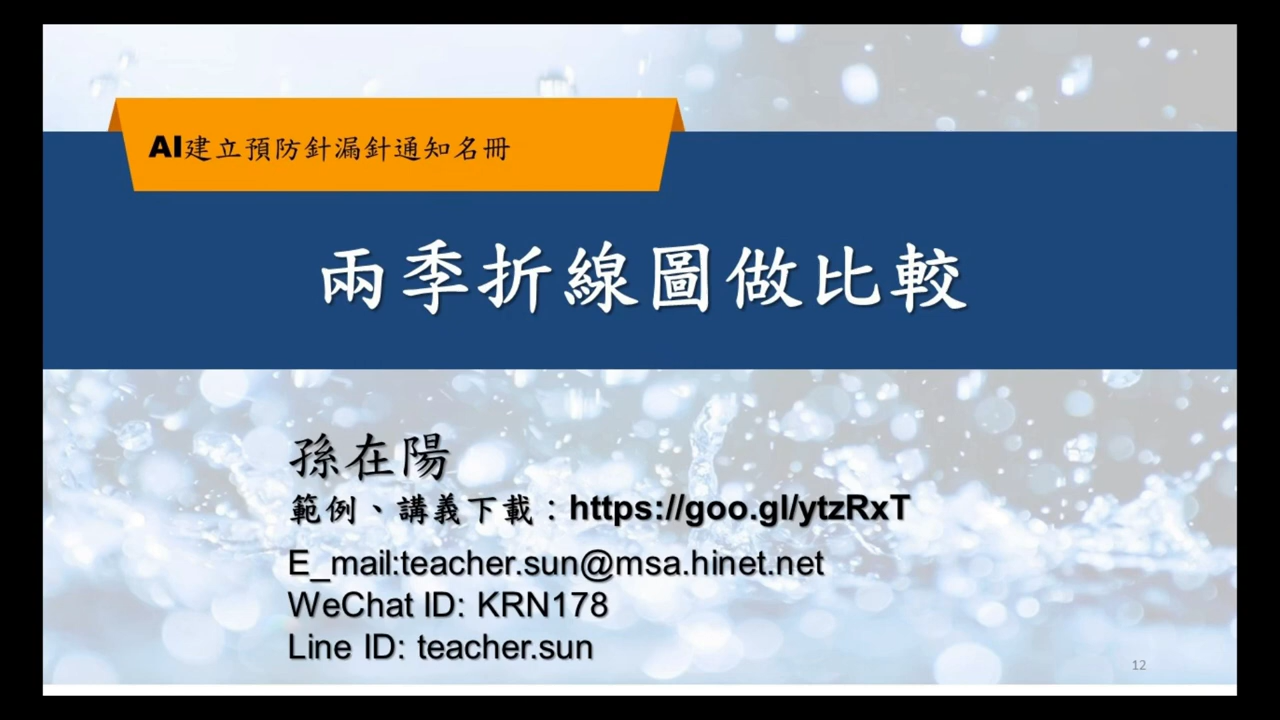 AI建立預防針漏針通知名冊
兩季折線圖做比較
孫在陽
範例、講義下載：https://goo.gl/ytzRxT
E_mail:teacher.sun@msa.hinet.net
WeChat ID: KRN178
Line ID: teacher.sun
12